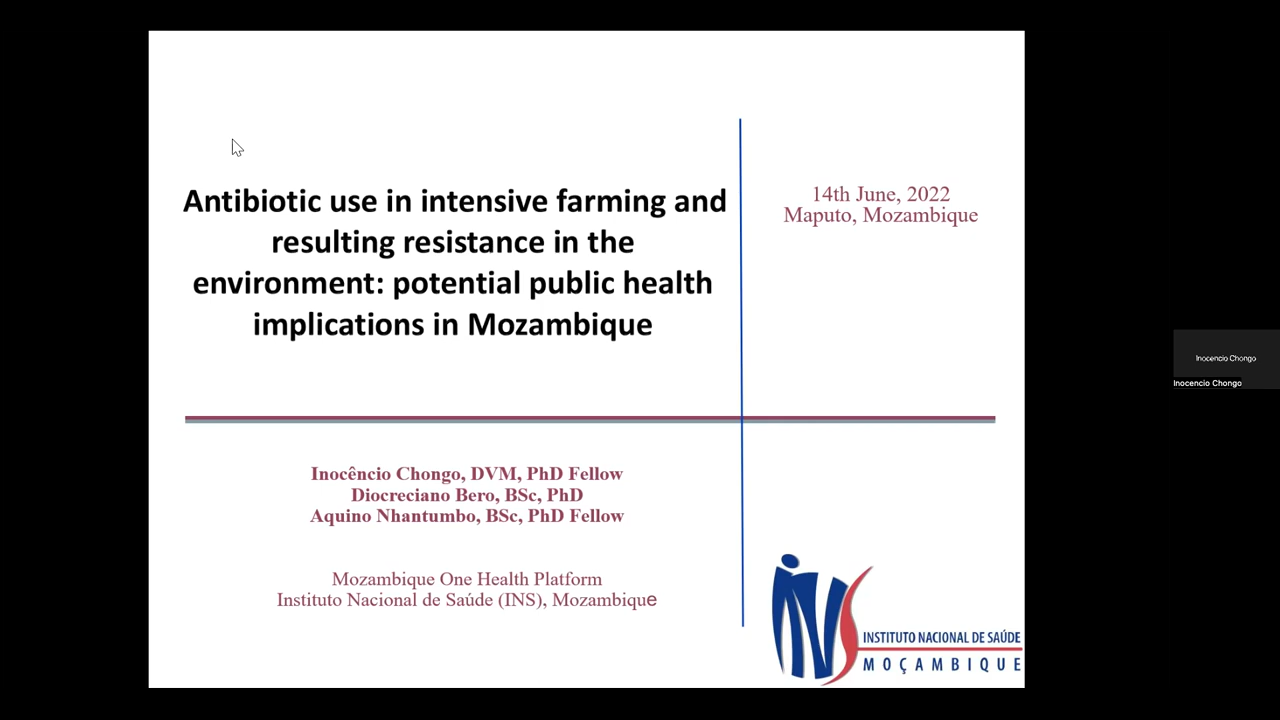 Antibiotic use in intensive farming and
resulting resistance in the
environment: potential public health
implications in Mozambique
14th June, 2022
Maputo, Mozambique
Inocêncio Chongo, DVM, PhD Fellow
Diocreciano Bero, BSc, PhD
Aquino Nhantumbo, BSc, PhD Fellow
Mozambique One Health Platform
Instituto Nacional de Saúde (INS), Mozambique
INS
INSTITUTO NACIONAL DE SAÚDE
MOÇAMBIQUE
Inocencio Chongo
Inocencio Chongo